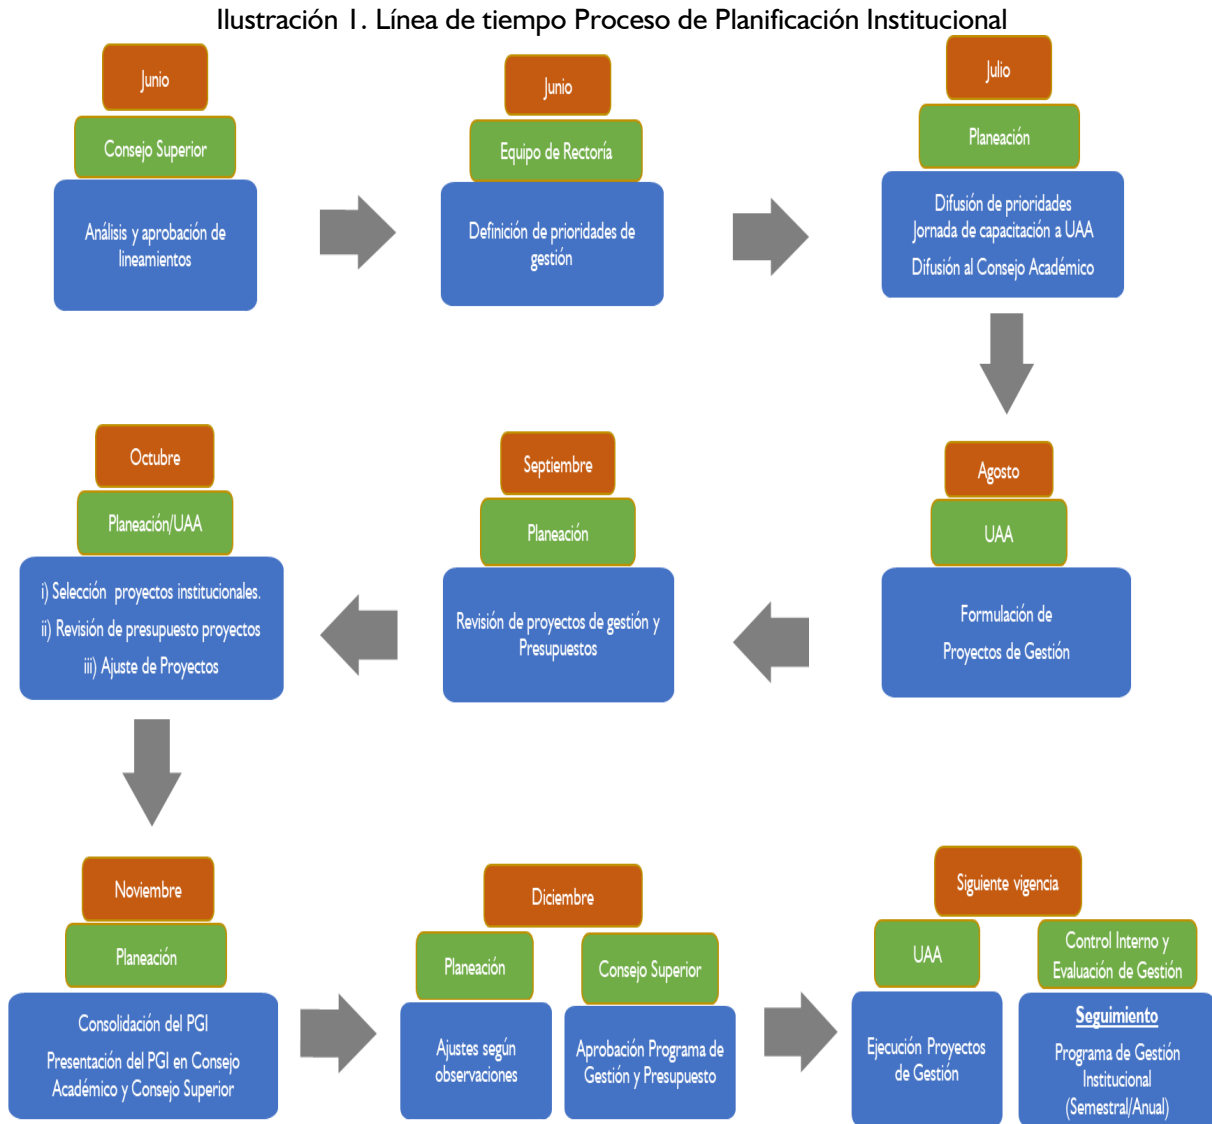 Ilustración 1. Línea de tiempo Proceso de Planificación Institucional
Junio
Consejo Superior
Análisis y aprobación de
lineamientos
Junio
Equipo de Rectoría
Definición de prioridades de
gestión
Julio
Planeación
Difusión de prioridades
Jornada de capacitación a UAA
Difusión al Consejo Académico
Agosto
UAA
Formulación de
Proyectos de Gestión
Septiembre
Planeación
Revisión de proyectos de gestión y
Presupuestos
Octubre
Planeación/UAA
i) Selección proyectos institucionales.
ii) Revisión de presupuesto proyectos
iii) Ajuste de Proyectos
Noviembre
Planeación
Consolidación del PGI
Presentación del PGI en Consejo
Académico y Consejo Superior
Diciembre
Planeación
Ajustes según
observaciones
Consejo Superior
Aprobación Programa de
Gestión y Presupuesto
Siguiente vigencia
UAA
Ejecución Proyectos
de Gestión
Control Interno y
Evaluación de Gestión
Seguimiento
Programa de Gestión
Institucional
(Semestral/Anual)